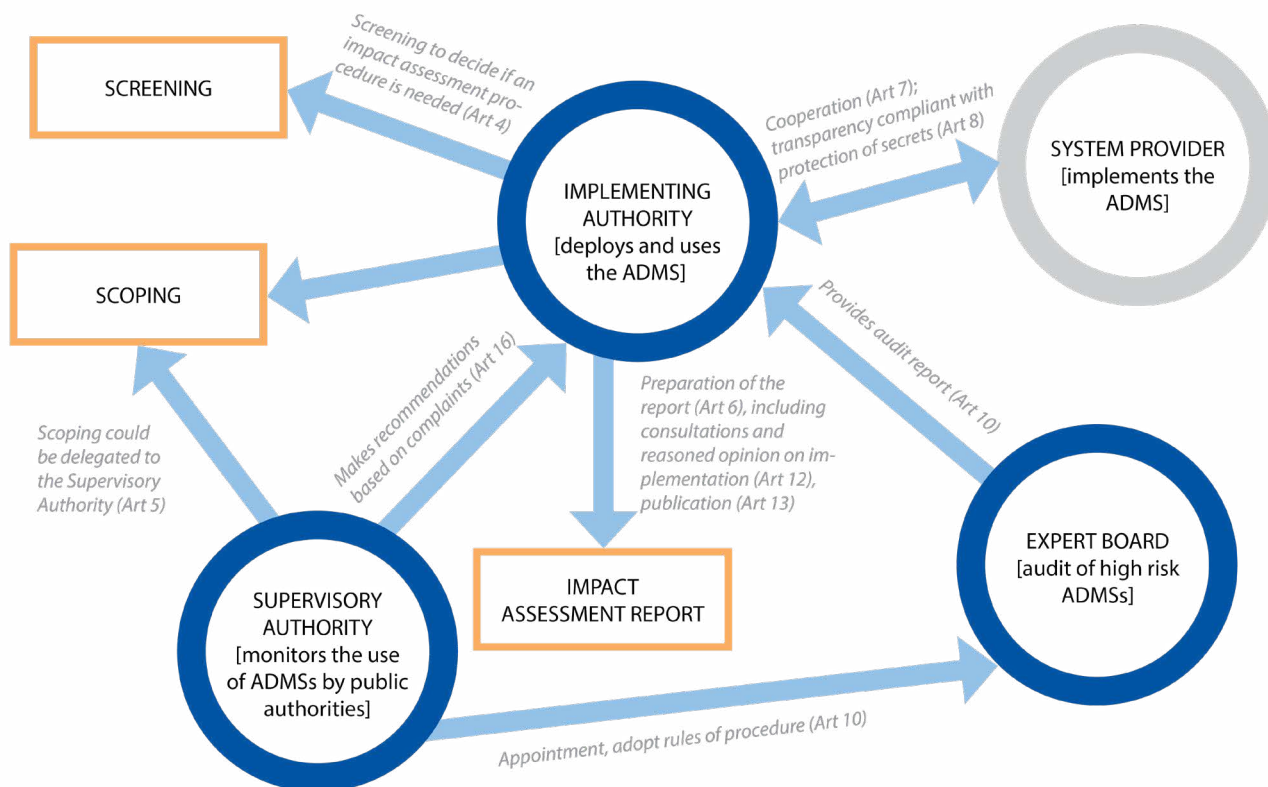 SCREENING
Screening to decide if an
impact assessment pro-
cedure is needed (Art 4)
IMPLEMENTING
AUTHORITY
[deploys and uses
the ADMS]
Cooperation (Art 7);
transparency compliant with
protection of secrets (Art 8)
SYSTEM PROVIDER
[implements the
ADMS]
SCOPING
Scoping could
be delegated to
the Supervisory
Authority (Art 5)
Makes recommendations
based on complaints (Art 16)
Preparation of the
report (Art 6), including
consultations and
reasoned opinion on im-
plementation (Art 12),
publication (Art 13)
Provides audit report (Art 10)
EXPERT BOARD
[audit of high risk
ADMSs]
IMPACT
ASSESSMENT REPORT
SUPERVISORY
AUTHORITY
[monitors the use
of ADMSs by public
authorities]
Appointment, adopt rules of procedure (Art 10)